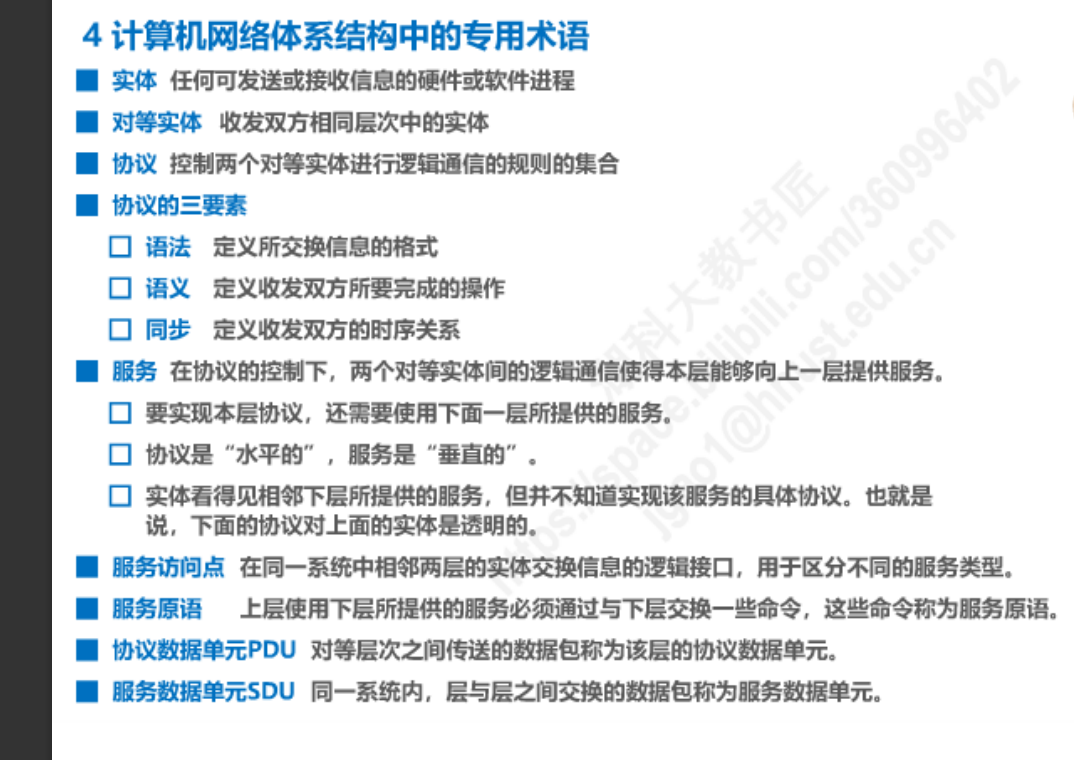 4 计算机网络体系结构中的专用术语
实体 任何可发送或接收信息的硬件或软件进程
对等实体 收发双方相同层次中的实体
协议 控制两个对等实体进行逻辑通信的规则的集合
协议的三要素
语法 定义所交换信息的格式
语义 定义收发双方所要完成的操作
同步 定义收发双方的时序关系
服务 在协议的控制下，两个对等实体间的逻辑通信使得本层能够向上一层提供服务。
要实现本层协议，还需要使用下面一层所提供的服务。
协议是“水平的”，服务是“垂直的”。
实体看得见相邻下层所提供的服务，但并不知道实现该服务的具体协议。也就是
说，下面的协议对上面的实体是透明的。
服务访问点 在同一系统中相邻两层的实体交换信息的逻辑接口，用于区分不同的服务类型。
服务原语 上层使用下层所提供的服务必须通过与下层交换一些命令，这些命令称为服务原语。
协议数据单元PDU 对等层次之间传送的数据包称为该层的协议数据单元。
服务数据单元SDU 同一系统内，层与层之间交换的数据包称为服务数据单元。
湖科大教书匠
https://space.bilibili.com/360996402